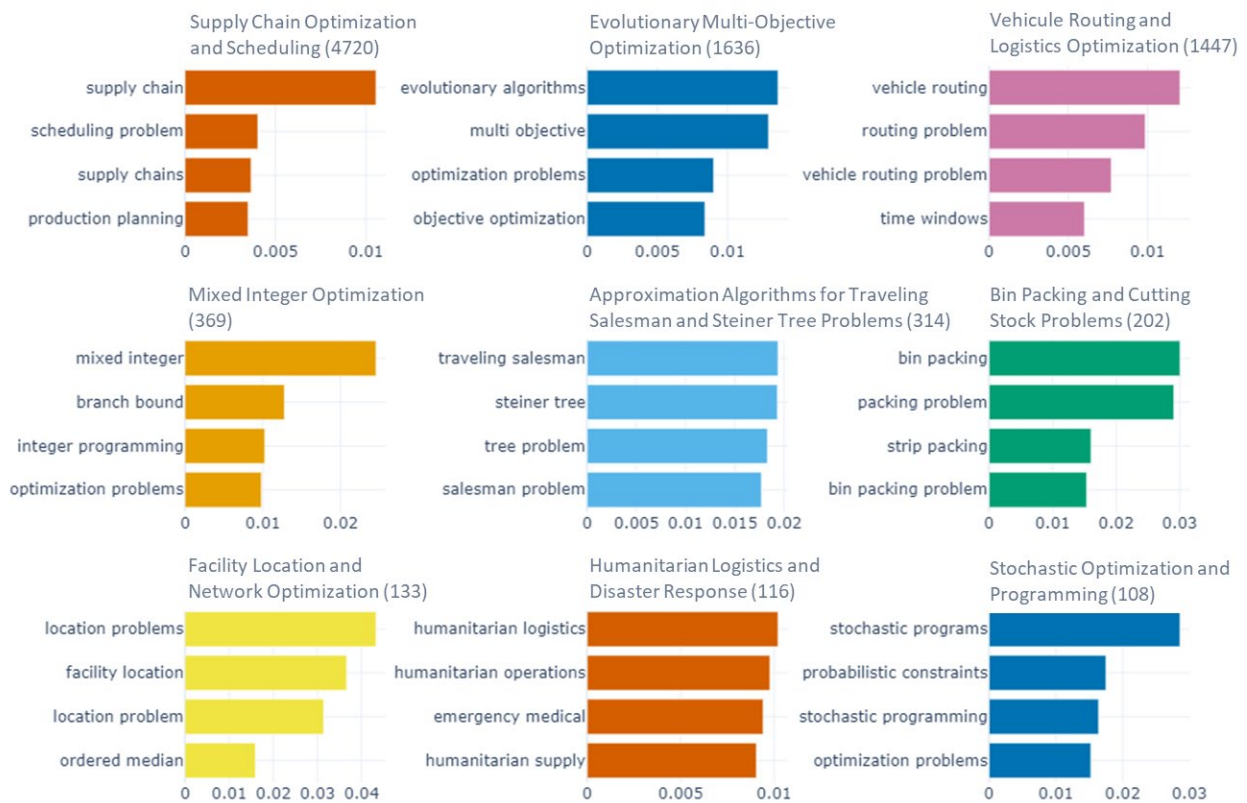 Supply Chain Optimization
and Scheduling (4720)
supply chain
scheduling problem
supply chains
production planning
0 0.005 0.01
Evolutionary Multi-Objective
Optimization (1636)
evolutionary algorithms
multi objective
optimization problems
objective optimization
0 0.005 0.01
Vehicule Routing and
Logistics Optimization (1447)
vehicle routing
routing problem
vehicle routing problem
time windows
0 0.005 0.01
Mixed Integer Optimization
(369)
mixed integer
branch bound
integer programming
optimization problems
0 0.01 0.02
Approximation Algorithms for Traveling
Salesman and Steiner Tree Problems (314)
traveling salesman
steiner tree
tree problem
salesman problem
0 0.005 0.01 0.015 0.02
Bin Packing and Cutting
Stock Problems (202)
bin packing
packing problem
strip packing
bin packing problem
0 0.01 0.02 0.03
Facility Location and
Network Optimization (133)
location problems
facility location
location problem
ordered median
0 0.01 0.02 0.03 0.04
Humanitarian Logistics and
Disaster Response (116)
humanitarian logistics
humanitarian operations
emergency medical
humanitarian supply
0 0.005 0.01
Stochastic Optimization and
Programming (108)
stochastic programs
probabilistic constraints
stochastic programming
optimization problems
0 0.01 0.02 0.03